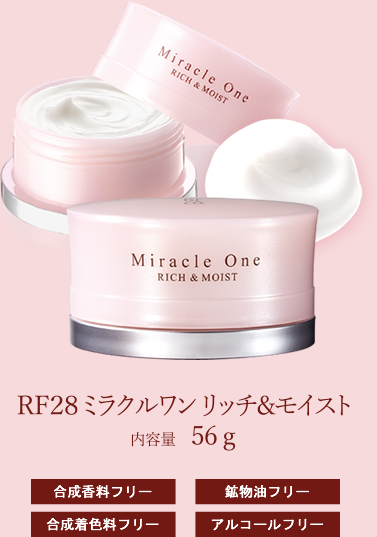 Miracle One
RICH & MOIST
Miracle One
RICH & MOIST
RF28 ミラクルワン リッチ&モイスト
内容量 56 g
合成香料フリー 鉱物油フリー
合成着色料フリー アルコールフリー